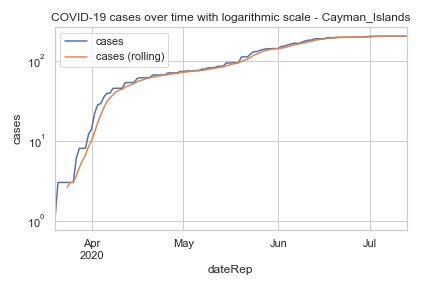 COVID-19 cases over time with logarithmic scale - Cayman_Islands
cases
cases (rolling)
10²
10¹
10⁰
cases
Apr
2020
May
Jun
Jul
dateRep